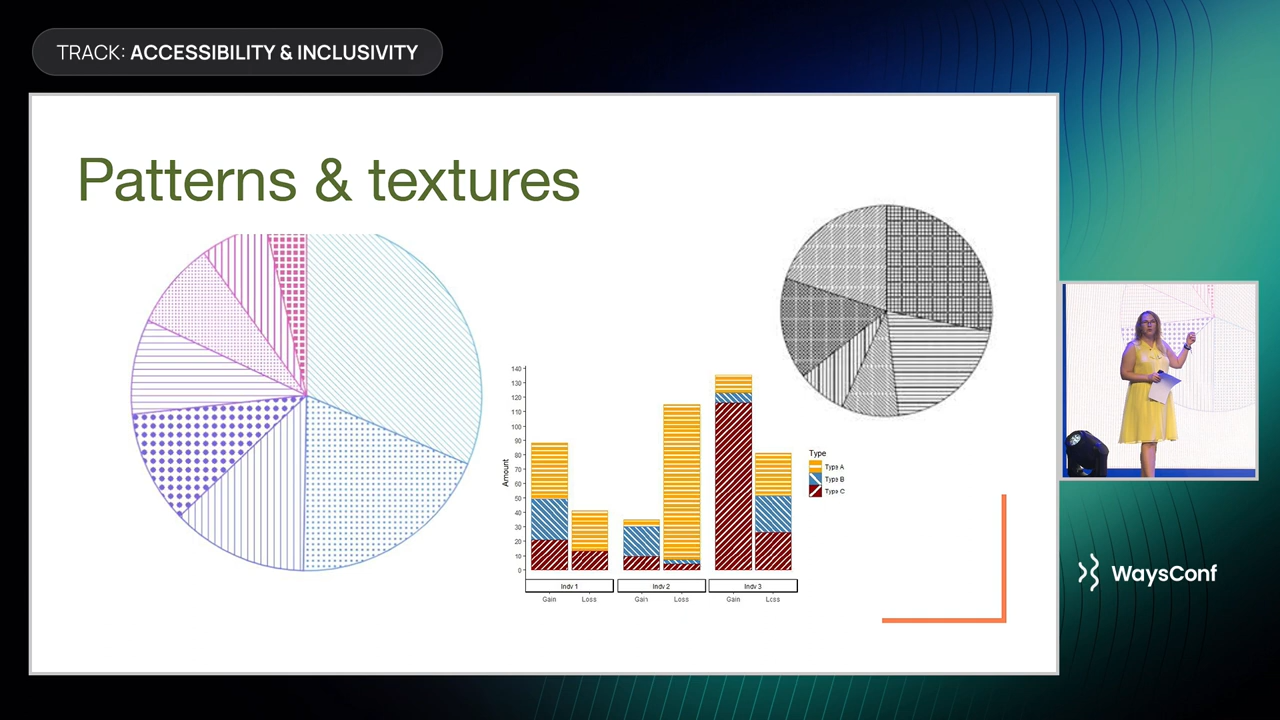 TRACK: ACCESSIBILITY & INCLUSIVITY
Patterns & textures
140
130
120
110
100
90
80
70
60
50
40
30
20
10
0
Amount
Indv 1
Indv 2
Indv 3
Gain
Loss
Gain
Loss
Gain
Loss
Type
Type A
Type B
Type C
WaysConf